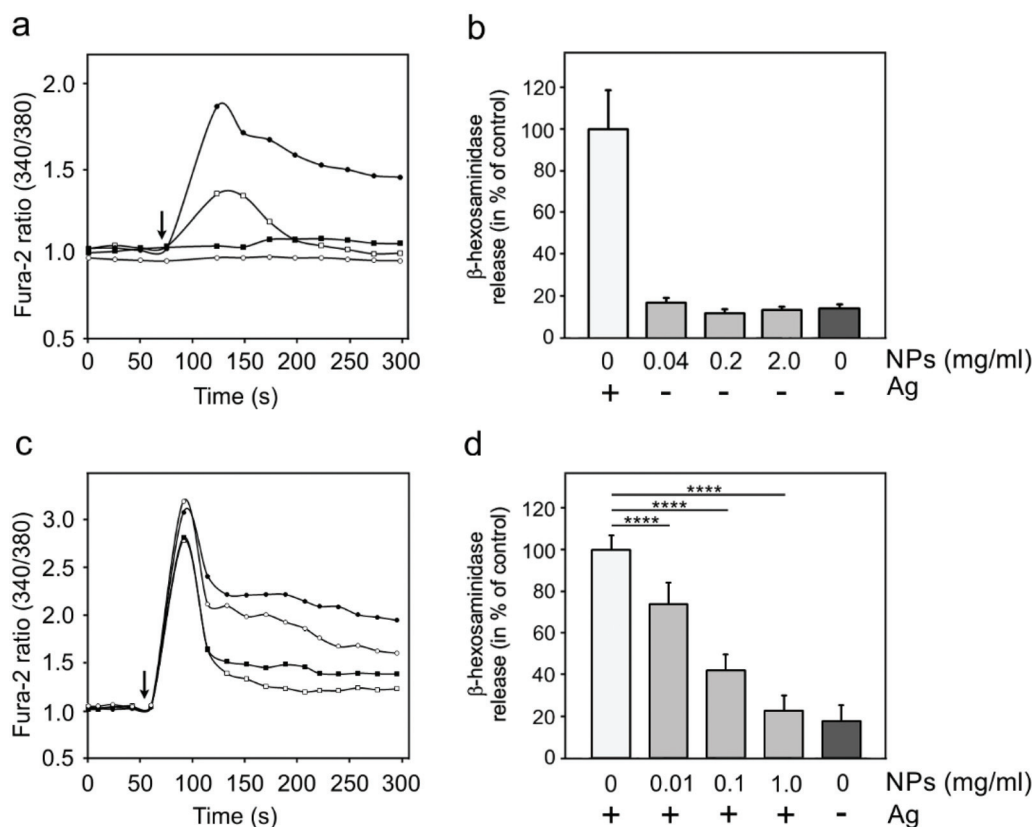 a
Fura-2 ratio (340/380)
2.0
1.5
1.0
0.5
0 50 100 150 200 250 300
Time (s)
b
β-hexosaminidase
release (in % of control)
120
100
80
60
40
20
0
0 0.04 0.2 2.0 0 NPs (mg/ml)
+ - - - - Ag
c
Fura-2 ratio (340/380)
3.0
2.5
2.0
1.5
1.0
0.5
0 50 100 150 200 250 300
Time (s)
d
β-hexosaminidase
release (in % of control)
120
100
80
60
40
20
0
****
****
****
0 0.01 0.1 1.0 0 NPs (mg/ml)
+ + + + - Ag